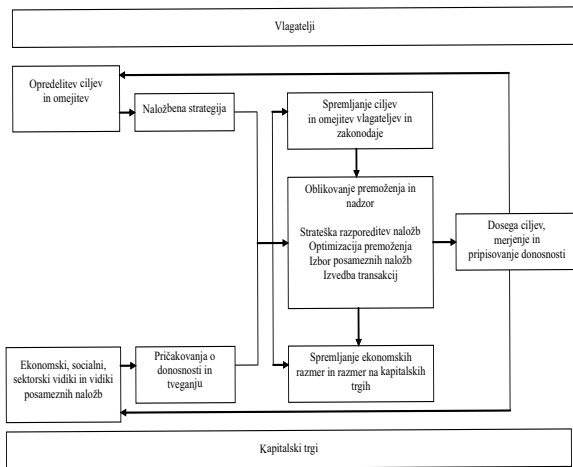 Vlagatelji
Opredelitev ciljev
in omejitev
Naložbena strategija
Spremljanje ciljev
in omejitev vlagateljev in
zakonodaje
Oblikovanje premoženja in
nadzor
Strateška razporeditev naložb
Optimizacija premoženja
Izbor posameznih naložb
Izvedba transakcij
Dosega ciljev,
merjenje in
pripisovanje donosnosti
Ekonomski, socialni,
sektorski vidiki in vidiki
posameznih naložb
Pričakovanja o
donosnosti in
tveganju
Spremljanje ekonomskih
razmer in razmer na kapitalskih
trgih
Kapitalski trgi